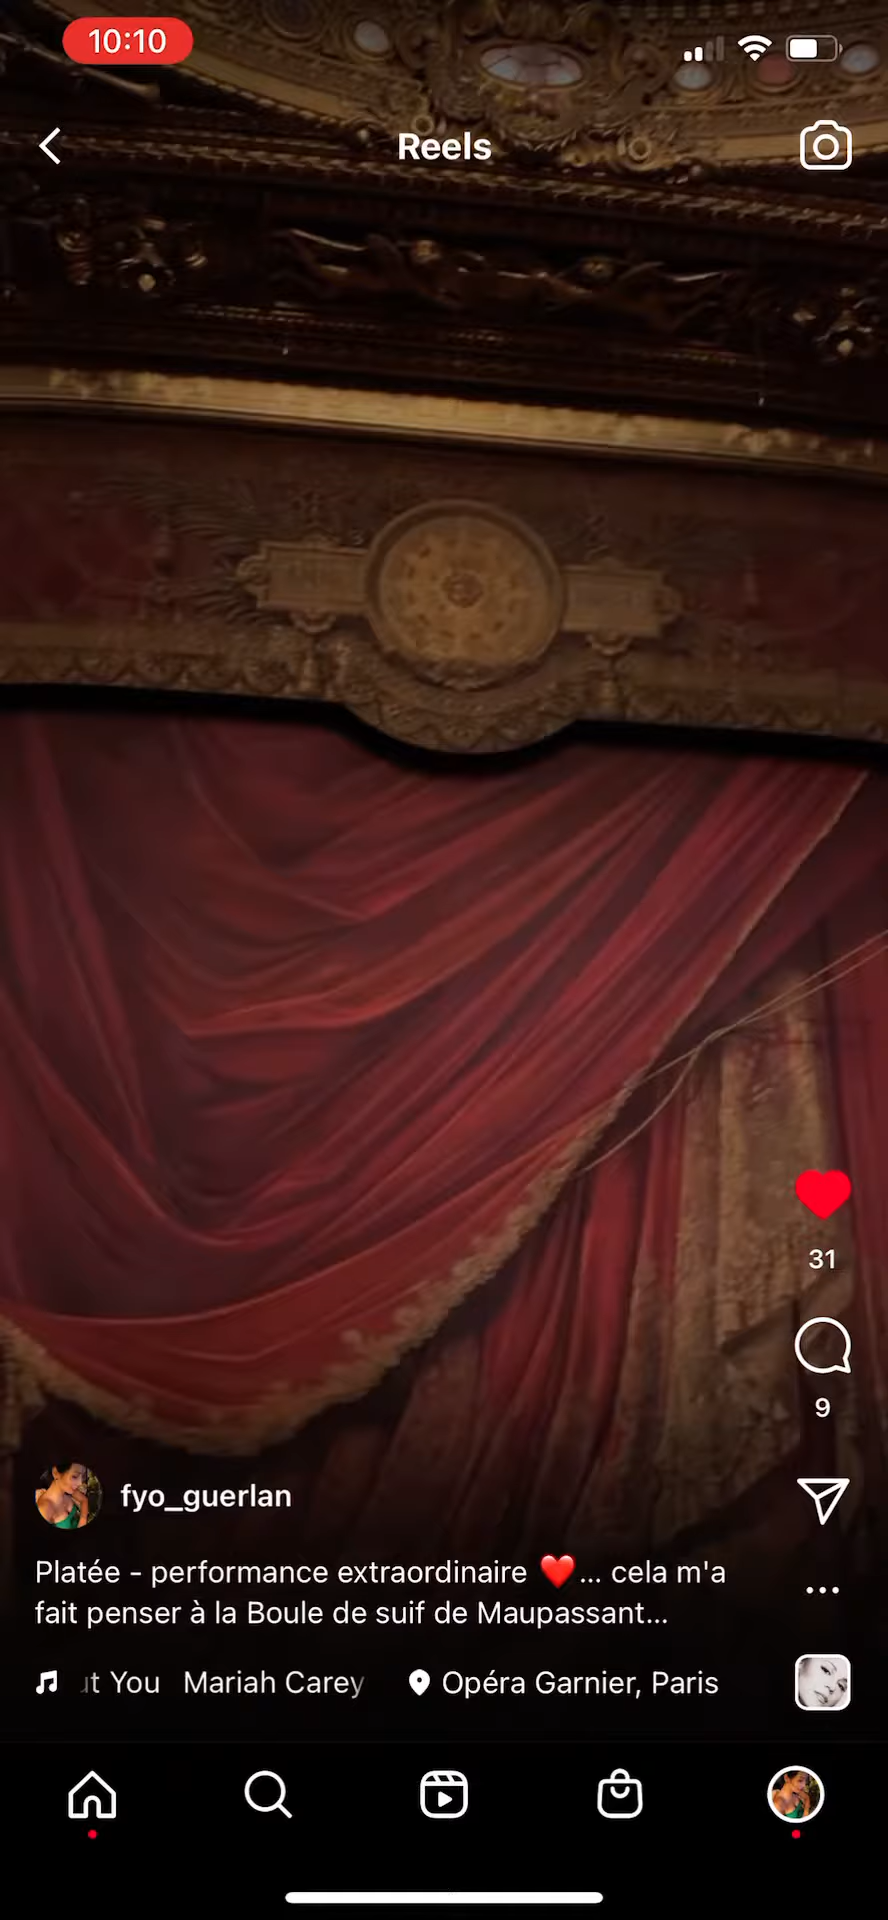 10:10
Reels
31
9
fyo_guerlan
Platée - performance extraordinaire ❤️... cela m'a
fait penser à la Boule de suif de Maupassant...
t You Mariah Carey Opéra Garnier, Paris